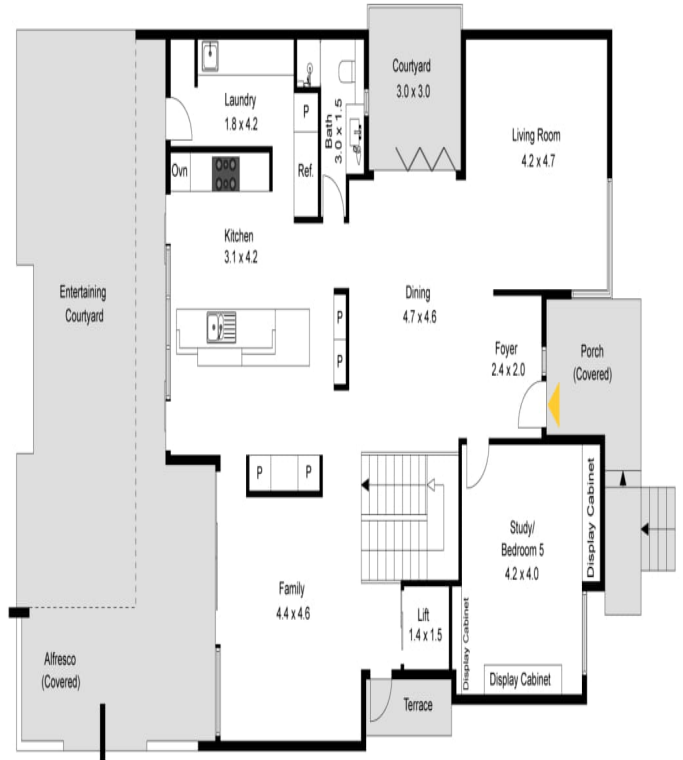 Courtyard
3.0 x 3.0
Laundry
1.8 x 4.2
P
Bath
3.0 x 1.5
Living Room
4.2 x 4.7
Ovn
Ref.
Kitchen
3.1 x 4.2
Entertaining
Courtyard
Dining
4.7 x 4.6
P
P
Foyer
2.4 x 2.0
Porch
(Covered)
P
P
Display Cabinet
Study/
Bedroom 5
4.2 x 4.0
Family
4.4 x 4.6
Lift
1.4 x 1.5
Display Cabinet
Alfresco
(Covered)
Display Cabinet
Terrace